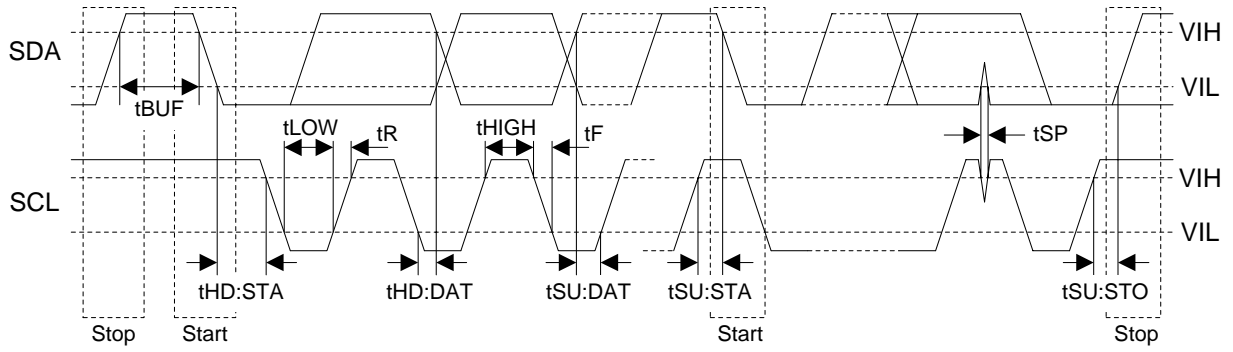 SDA
VIH
VIL
tBUF
tLOW
tR
tHIGH
tF
tSP
SCL
VIH
VIL
tHD:STA
tHD:DAT
tSU:DAT
tSU:STA
tSU:STO
Stop
Start
Start
Stop